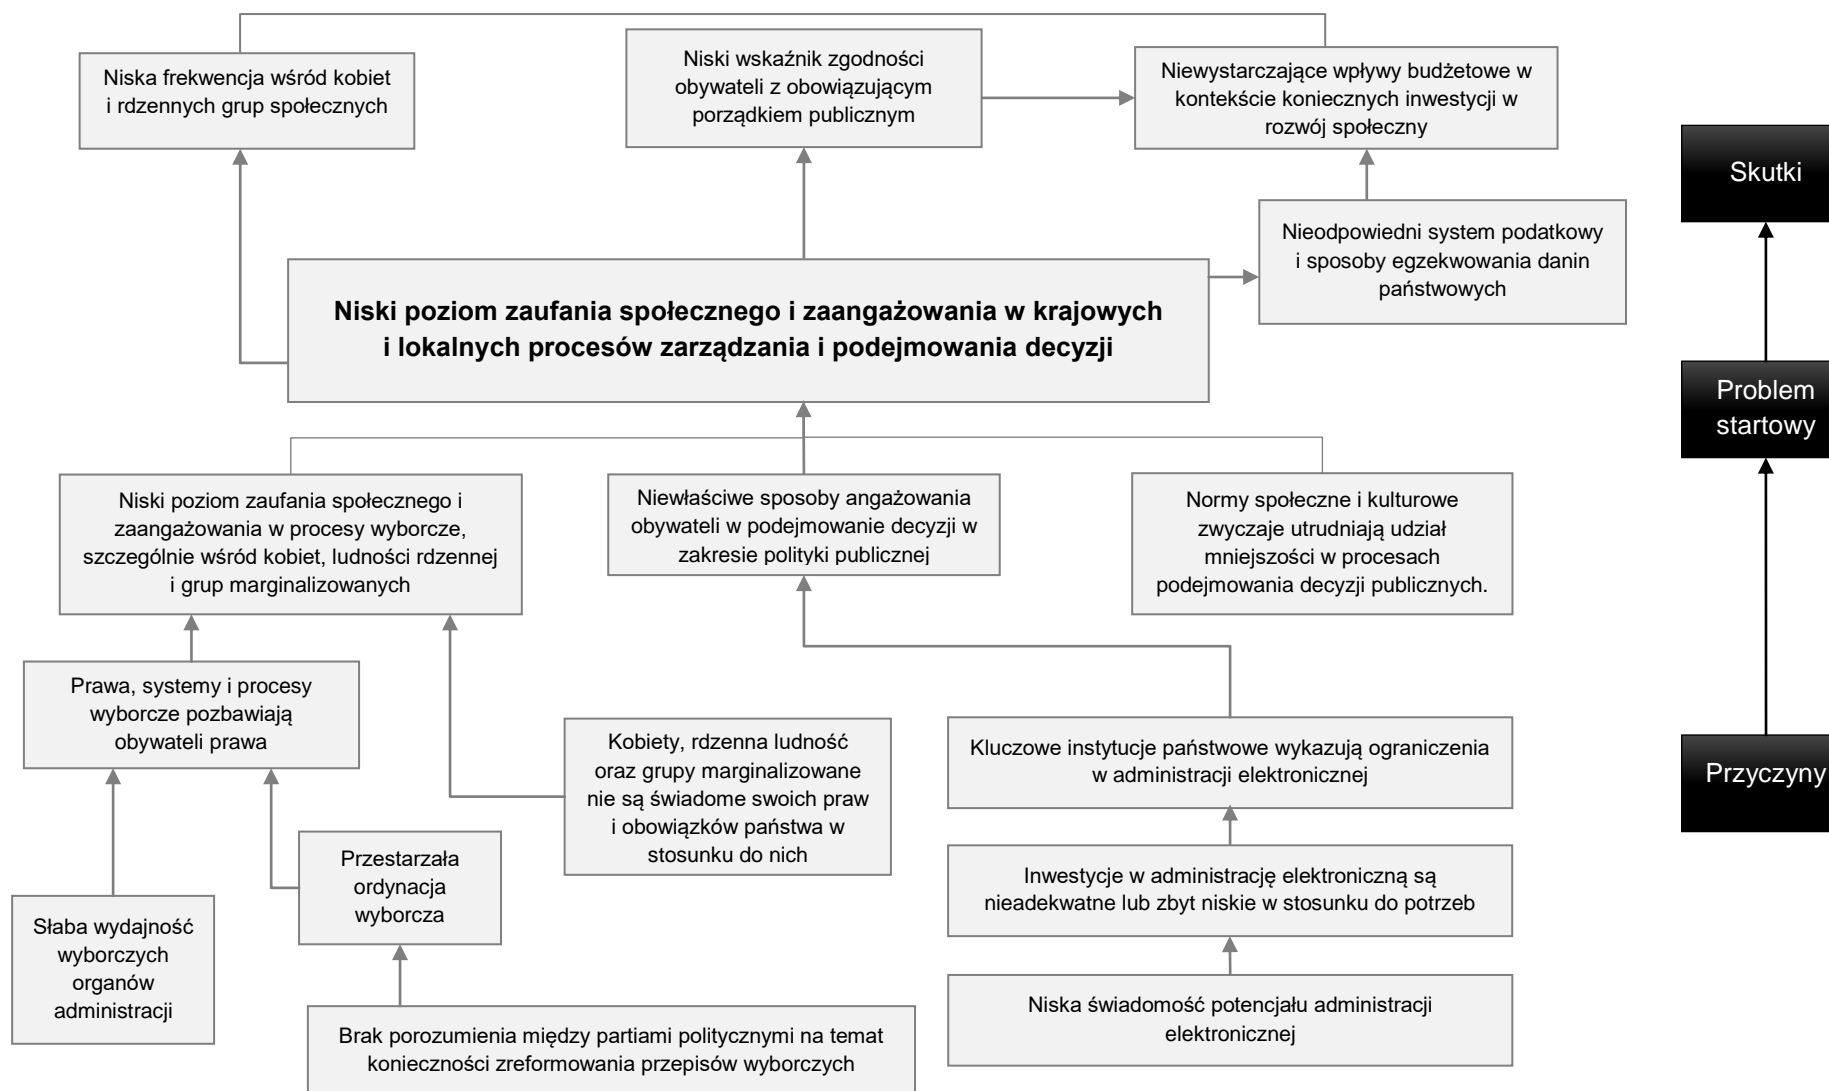 Niska frekwencja wśród kobiet
i rdzennych grup społecznych
Niski wskaźnik zgodności
obywateli z obowiązującym
porządkiem publicznym
Niewystarczające wpływy budżetowe w
kontekście koniecznych inwestycji w
rozwój społeczny
Skutki
Nieodpowiedni system podatkowy
i sposoby egzekwowania danin
państwowych
Niski poziom zaufania społecznego i zaangażowania w krajowych
i lokalnych procesów zarządzania i podejmowania decyzji
Problem
startowy
Niski poziom zaufania społecznego i
zaangażowania w procesy wyborcze,
szczególnie wśród kobiet, ludności rdzennej
i grup marginalizowanych
Niewłaściwe sposoby angażowania
obywateli w podejmowanie decyzji w
zakresie polityki publicznej
Normy społeczne i kulturowe
zwyczaje utrudniają udział
mniejszości w procesach
podejmowania decyzji publicznych.
Prawa, systemy i procesy
wyborcze pozbawiają
obywateli prawa
Kobiety, rdzenna ludność
oraz grupy marginalizowane
nie są świadome swoich praw
i obowiązków państwa w
stosunku do nich
Kluczowe instytucje państwowe wykazują ograniczenia
w administracji elektronicznej
Przyczyny
Przestarzała
ordynacja
wyborcza
Inwestycje w administrację elektroniczną są
nieadekwatne lub zbyt niskie w stosunku do potrzeb
Słaba wydajność
wyborczych
organów
administracji
Niska świadomość potencjału administracji
elektronicznej
Brak porozumienia między partiami politycznymi na temat
konieczności zreformowania przepisów wyborczych